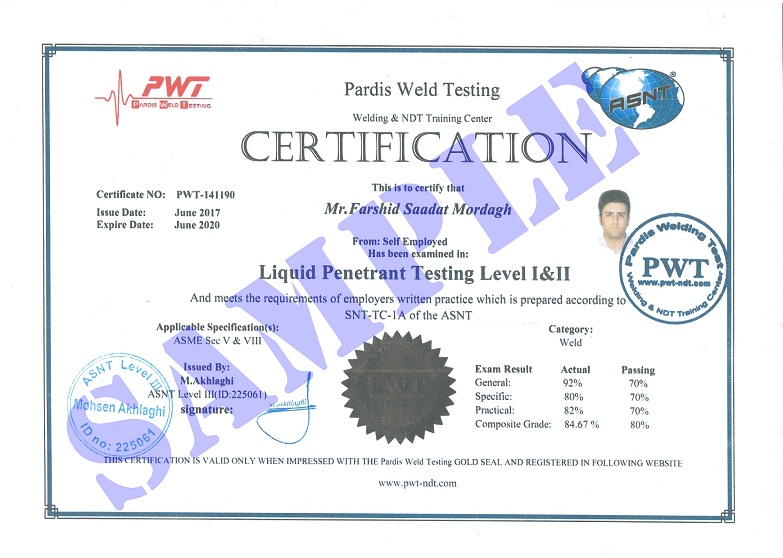 PWT
PARDIS WELD TESTING
Pardis Weld Testing
ASNT
®
Welding & NDT Training Center
CERTIFICATION
Certificate NO: PWT-141190
This is to certify that
Issue Date: June 2017
Mr.Farshid Saadat Mordagh
Expire Date: June 2020
From: Self Employed
Has been examined in:
Liquid Penetrant Testing Level I&II
Pardis Welding Test
PWT
www.pwt-ndt.com
Welding & NDT Training Center
And meets the requirements of employers written practice which is prepared according to
SNT-TC-1A of the ASNT
Applicable Specification(s):
ASME Sec V & VIII
Category:
Weld
Issued By:
M.Akhlaghi
ASNT Level III(ID:225061)
signature:
M.Akhlaghi
ASNT Level III
Mohsen Akhlaghi
ID no: 225061
Exam Result Actual Passing
General: 92% 70%
Specific: 80% 70%
Practical: 82% 70%
Composite Grade: 84.67 % 80%
THIS CERTIFICATION IS VALID ONLY WHEN IMPRESSED WITH THE Pardis Weld Testing GOLD SEAL AND REGISTERED IN FOLLOWING WEBSITE
www.pwt-ndt.com
SAMPLE